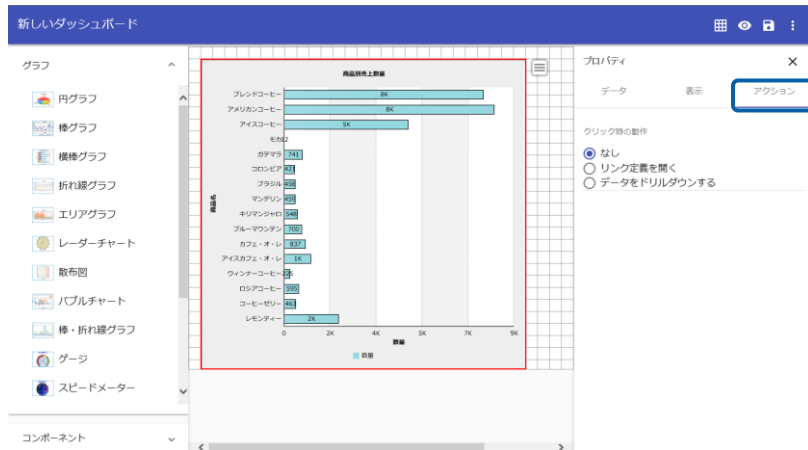 新しいダッシュボード
グラフ
円グラフ
棒グラフ
横棒グラフ
折れ線グラフ
エリアグラフ
レーダーチャート
散布図
バブルチャート
棒・折れ線グラフ
ゲージ
スピードメーター
コンポーネント
商品別売上数量
商品名
ブレンドコーヒー 8K
アメリカンコーヒー 8K
アイスコーヒー 5K
モカ 12
ガテマラ 741
コロンビア 421
ブラジル 456
マンデリン 459
キリマンジャロ 548
ブルーマウンテン 700
カフェ・オ・レ 837
アイスカフェ・オ・レ 1K
ウィンナーコーヒー 226
ロシアコーヒー 595
コーヒーゼリー 463
レモンティー 2K
0 2K 4K 5K 7K 9K
数量
数量
プロパティ
データ 表示 アクション
クリック時の動作
なし
リンク定義を開く
データをドリルダウンする